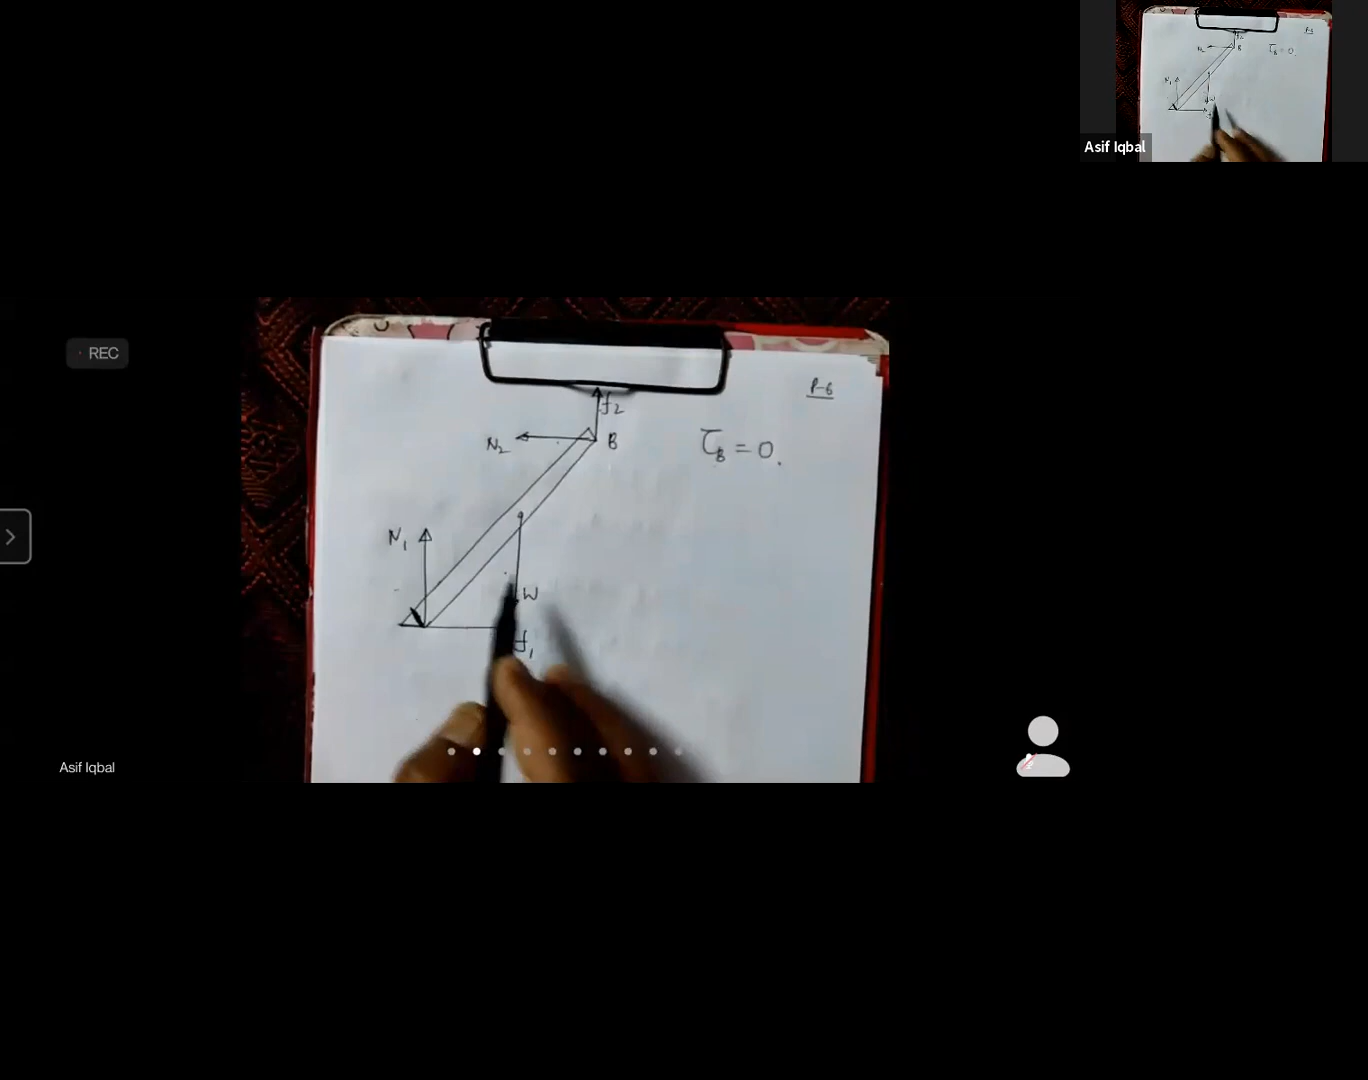 Asif Iqbal
REC
P-6
f2
N2
B
τB = 0.
N1
W
f1
Asif Iqbal